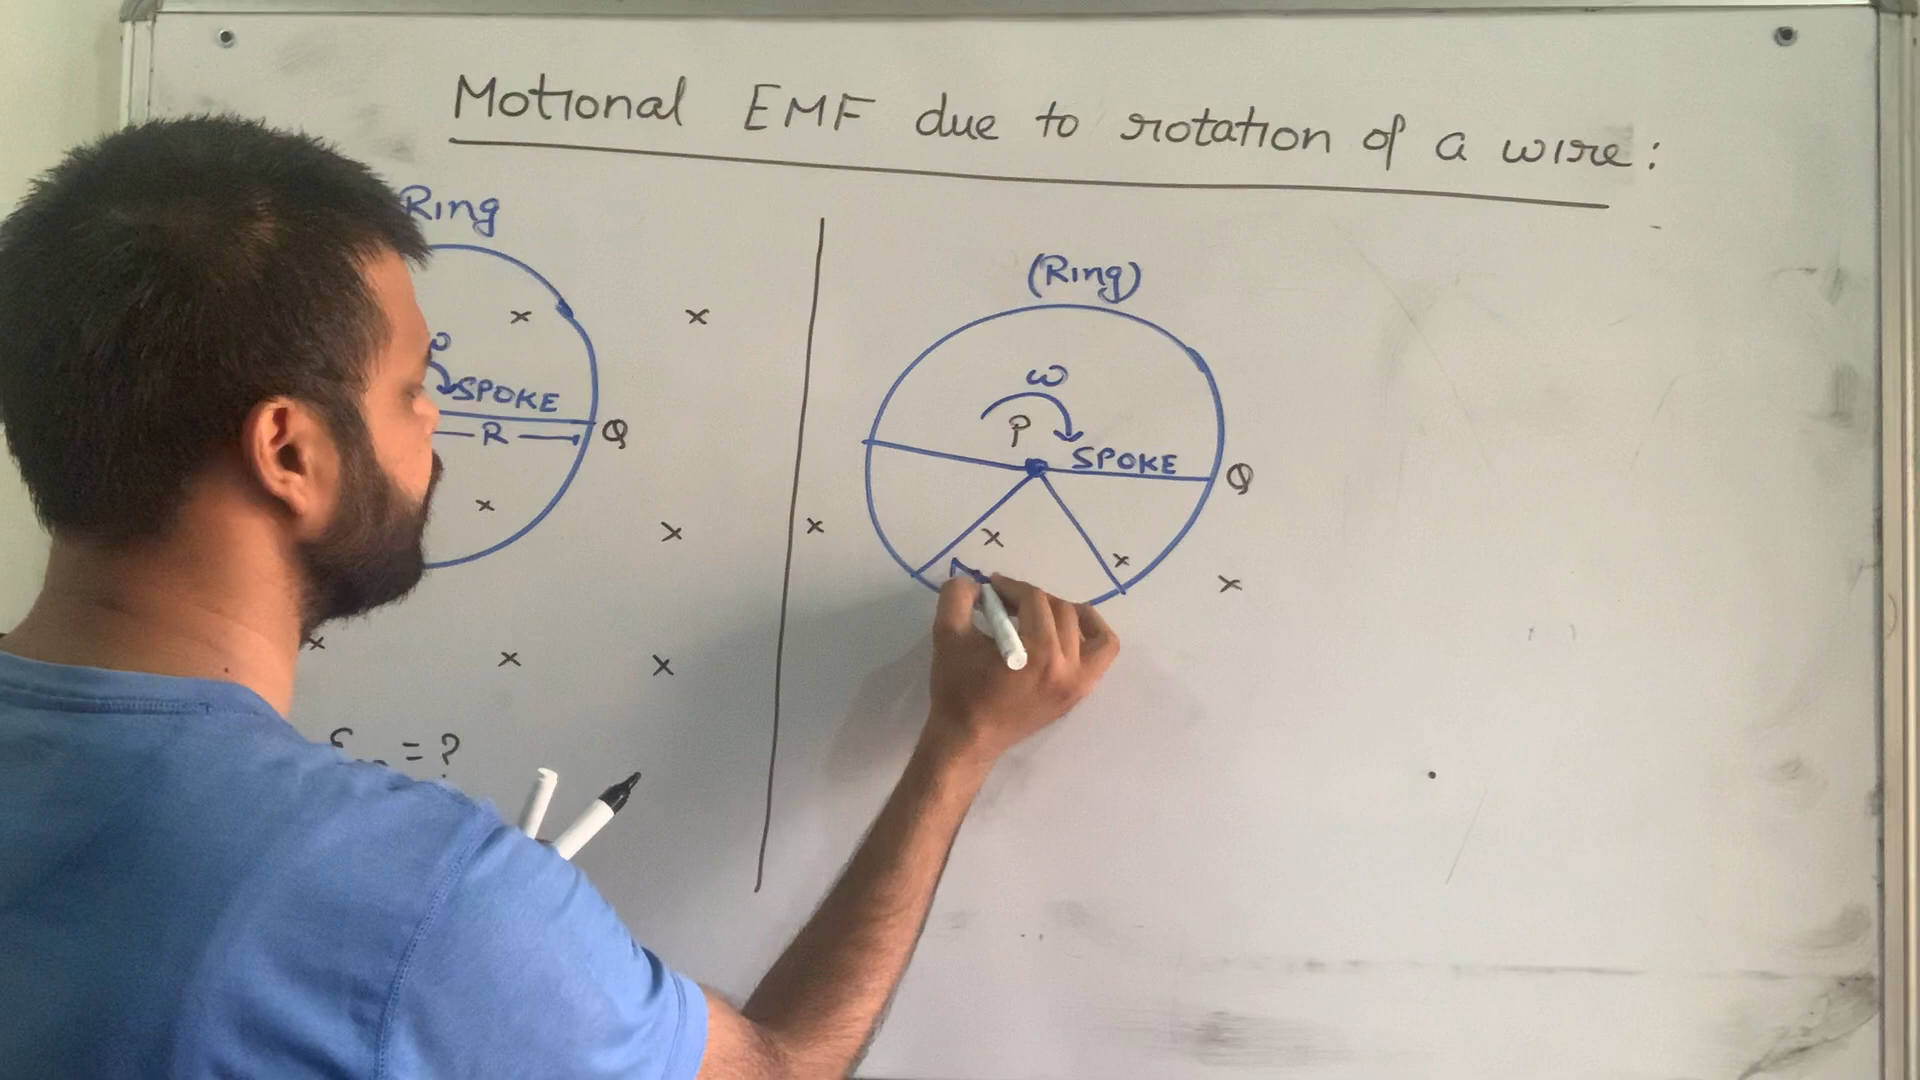 Motional EMF due to rotation of a wire:
Ring
SPOKE
R
Q
= ?
(Ring)
ω
P
SPOKE
Q